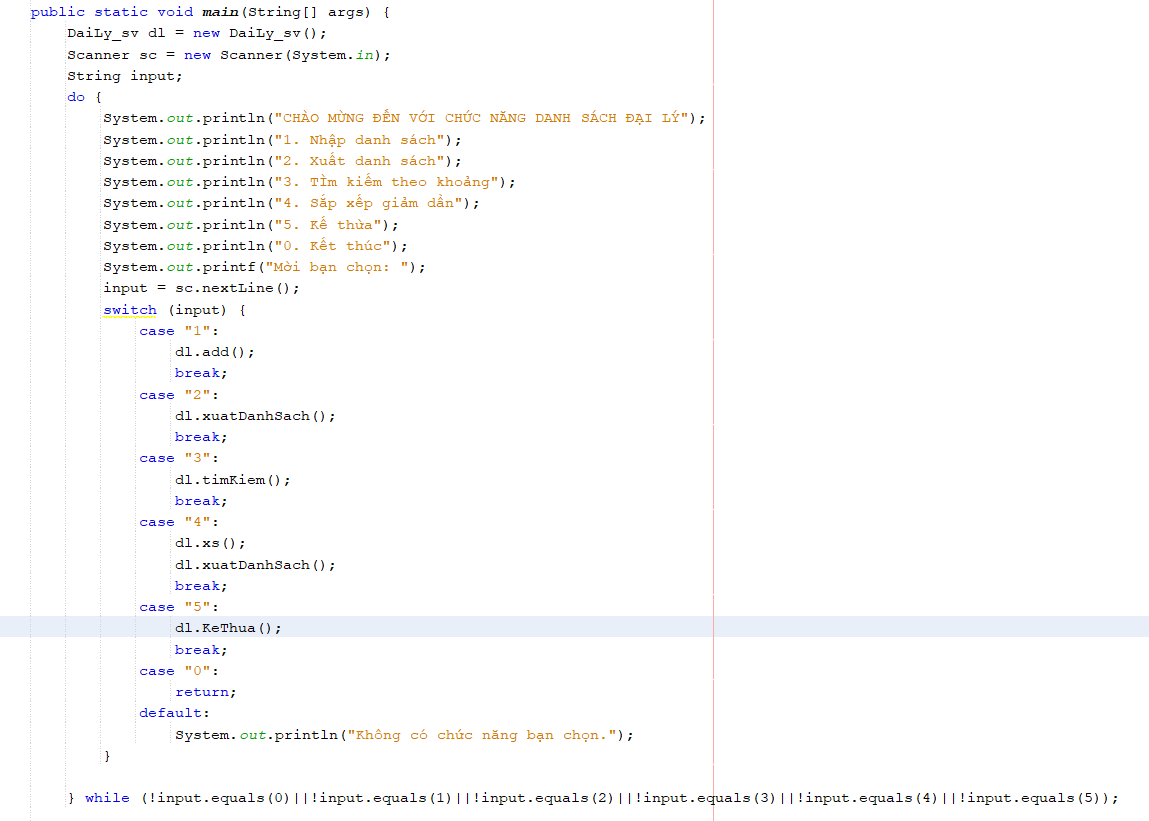 public static void main(String[] args) {
DaiLy_sv dl = new DaiLy_sv();
Scanner sc = new Scanner(System.in);
String input;
do {
System.out.println("CHÀO MỪNG ĐẾN VỚI CHỨC NĂNG DANH SÁCH ĐẠI LÝ");
System.out.println("1. Nhập danh sách");
System.out.println("2. Xuất danh sách");
System.out.println("3. TÌm kiếm theo khoảng");
System.out.println("4. Sắp xếp giảm dần");
System.out.println("5. Kế thừa");
System.out.println("0. Kết thúc");
System.out.printf("Mời bạn chọn: ");
input = sc.nextLine();
switch (input) {
case "1":
dl.add();
break;
case "2":
dl.xuatDanhSach();
break;
case "3":
dl.timKiem();
break;
case "4":
dl.xs();
dl.xuatDanhSach();
break;
case "5":
dl.KeThua();
break;
case "0":
return;
default:
System.out.println("Không có chức năng bạn chọn.");
}
} while (!input.equals(0)||!input.equals(1)||!input.equals(2)||!input.equals(3)||!input.equals(4)||!input.equals(5));